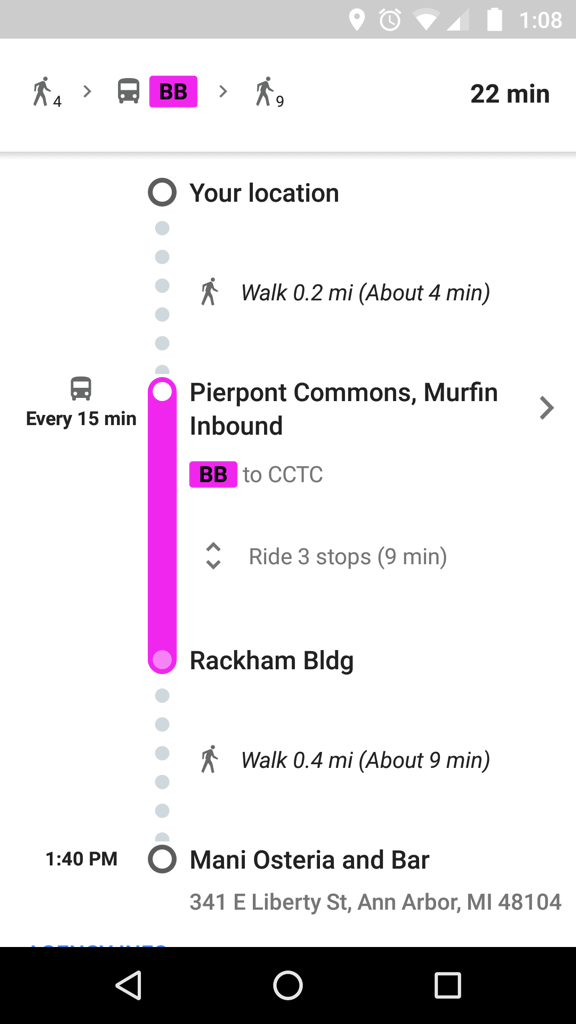 1:08
4 > BB > 9 22 min
Your location
Walk 0.2 mi (About 4 min)
Every 15 min
Pierpont Commons, Murfin
Inbound
BB to CCTC
Ride 3 stops (9 min)
Rackham Bldg
Walk 0.4 mi (About 9 min)
1:40 PM Mani Osteria and Bar
341 E Liberty St, Ann Arbor, MI 48104
AGENCY INFO